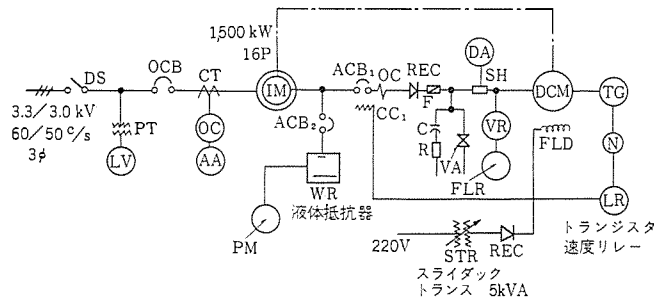 1,500 kW
16P
DS
OCB
CT
IM
ACB₁
OC
REC
DA
SH
DCM
TG
3.3/3.0 kV
60/50 c/s
3φ
PT
LV
OC
AA
ACB₂
CC₁
F
C
R
VA
VR
FLR
FLD
N
LR
WR
液体抵抗器
PM
220V
STR
REC
スライダック
トランス 5kVA
トランジスタ
速度リレー